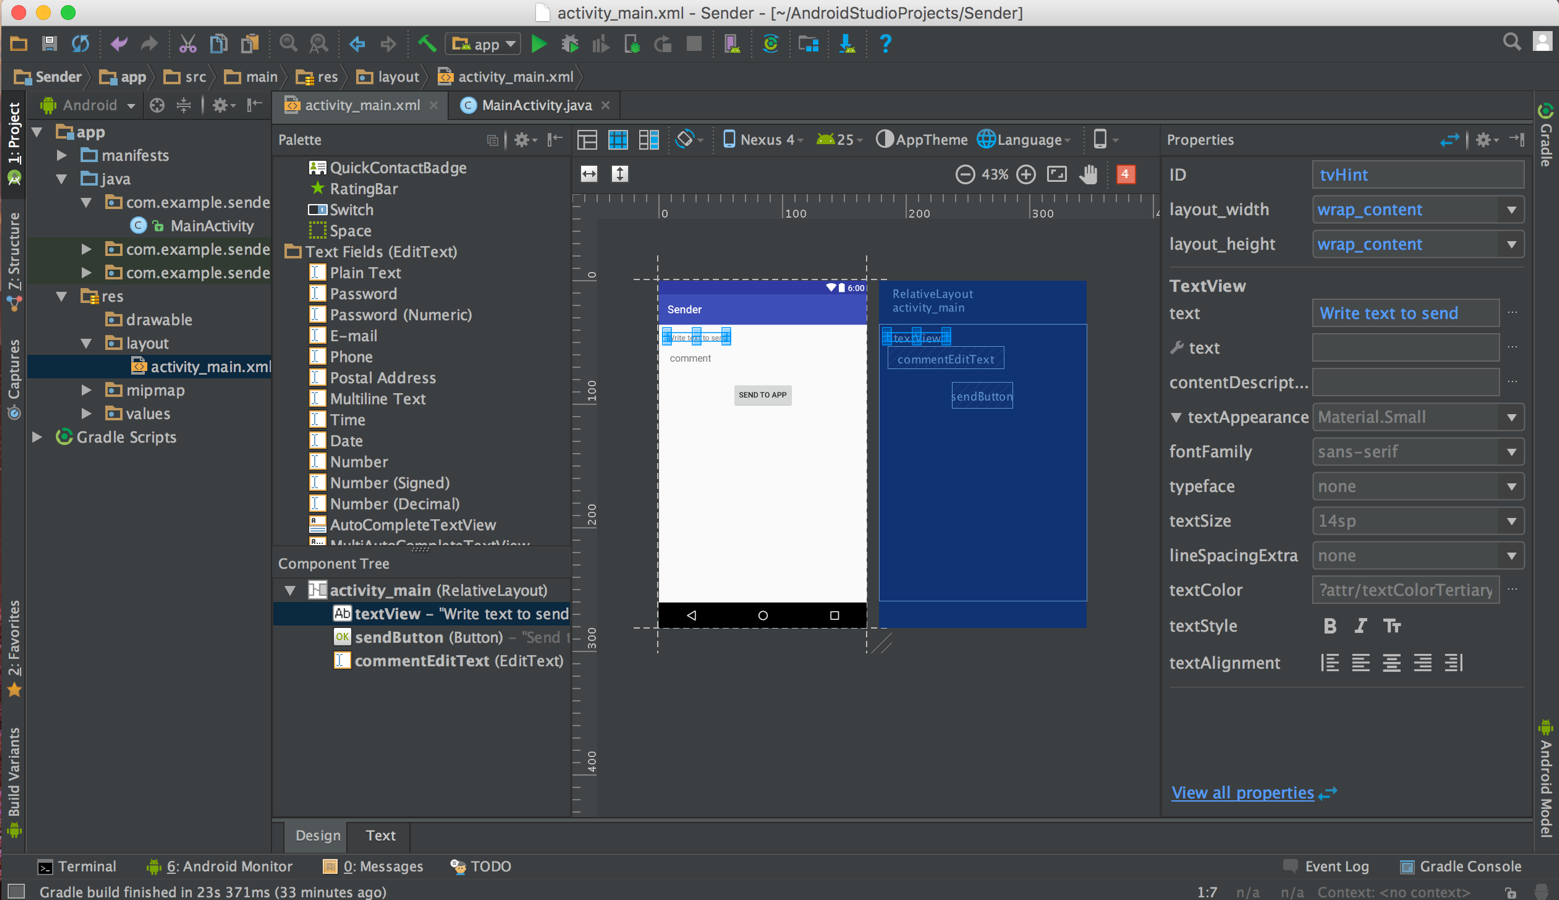 activity_main.xml - Sender - [~/AndroidStudioProjects/Sender]
app
Sender app src main res layout activity_main.xml
1: Project
Z: Structure
Captures
2: Favorites
Build Variants
Android
app
manifests
java
com.example.sende
MainActivity
com.example.sende
com.example.sende
res
drawable
layout
activity_main.xml
mipmap
values
Gradle Scripts
activity_main.xml MainActivity.java
Palette
QuickContactBadge
RatingBar
Switch
Space
Text Fields (EditText)
Plain Text
Password
Password (Numeric)
E-mail
Phone
Postal Address
Multiline Text
Time
Date
Number
Number (Signed)
Number (Decimal)
AutoCompleteTextView
MultiAutoCompleteTextView
Component Tree
activity_main (RelativeLayout)
Ab textView – "Write text to send
OK sendButton (Button) – "Send t
commentEditText (EditText)
Nexus 4 25 AppTheme Language
43% 4
0 100 200 300 4
0
100
200
300
400
6:00
Sender
Write text to send
comment
SEND TO APP
RelativeLayout
activity_main
textView
commentEditText
sendButton
Properties
ID tvHint
layout_width wrap_content
layout_height wrap_content
TextView
text Write text to send ...
text ...
contentDescript... ...
textAppearance Material.Small
fontFamily sans-serif
typeface none
textSize 14sp
lineSpacingExtra none
textColor ?attr/textColorTertiary ...
textStyle B I Tt
textAlignment
View all properties
Gradle
Android Model
Design Text
Terminal 6: Android Monitor 0: Messages TODO Event Log Gradle Console
Gradle build finished in 23s 371ms (33 minutes ago) 1:7 n/a n/a Context: <no context>